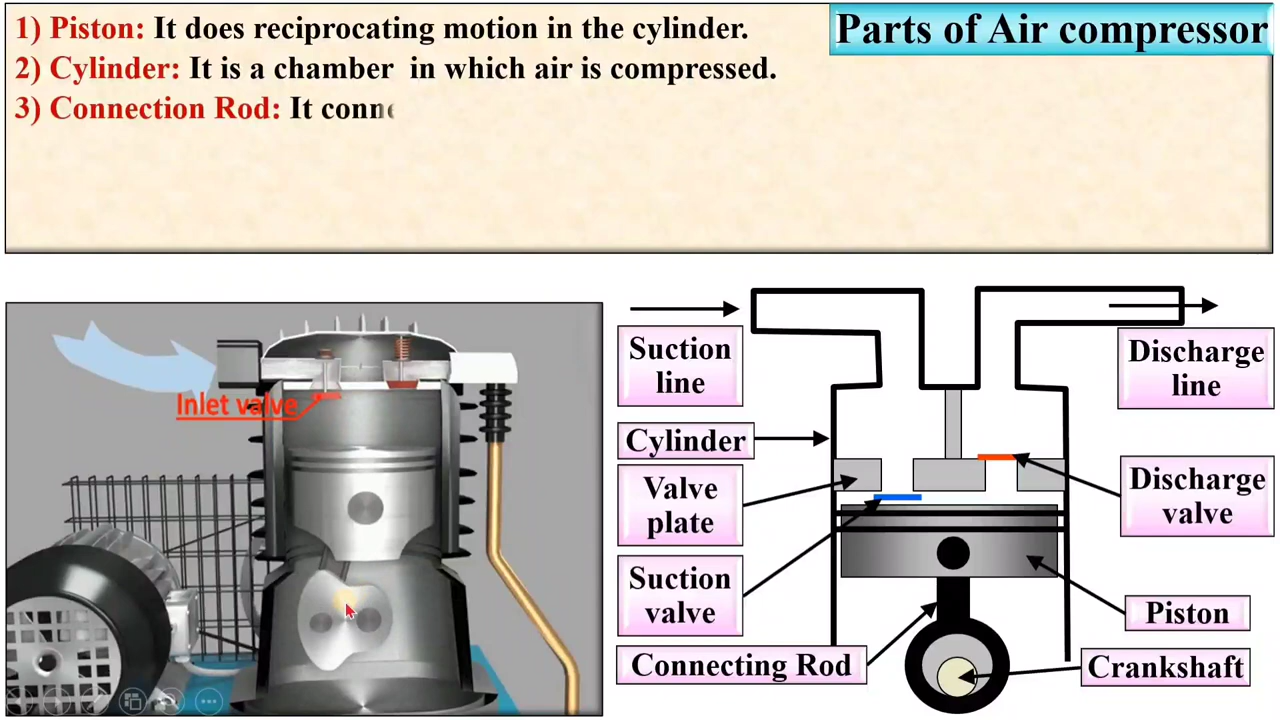 Parts of Air compressor
1) Piston: It does reciprocating motion in the cylinder.
2) Cylinder: It is a chamber in which air is compressed.
3) Connection Rod: It
Inlet valve
Suction
line
Cylinder
Valve
plate
Suction
valve
Connecting Rod
Discharge
line
Discharge
valve
Piston
Crankshaft